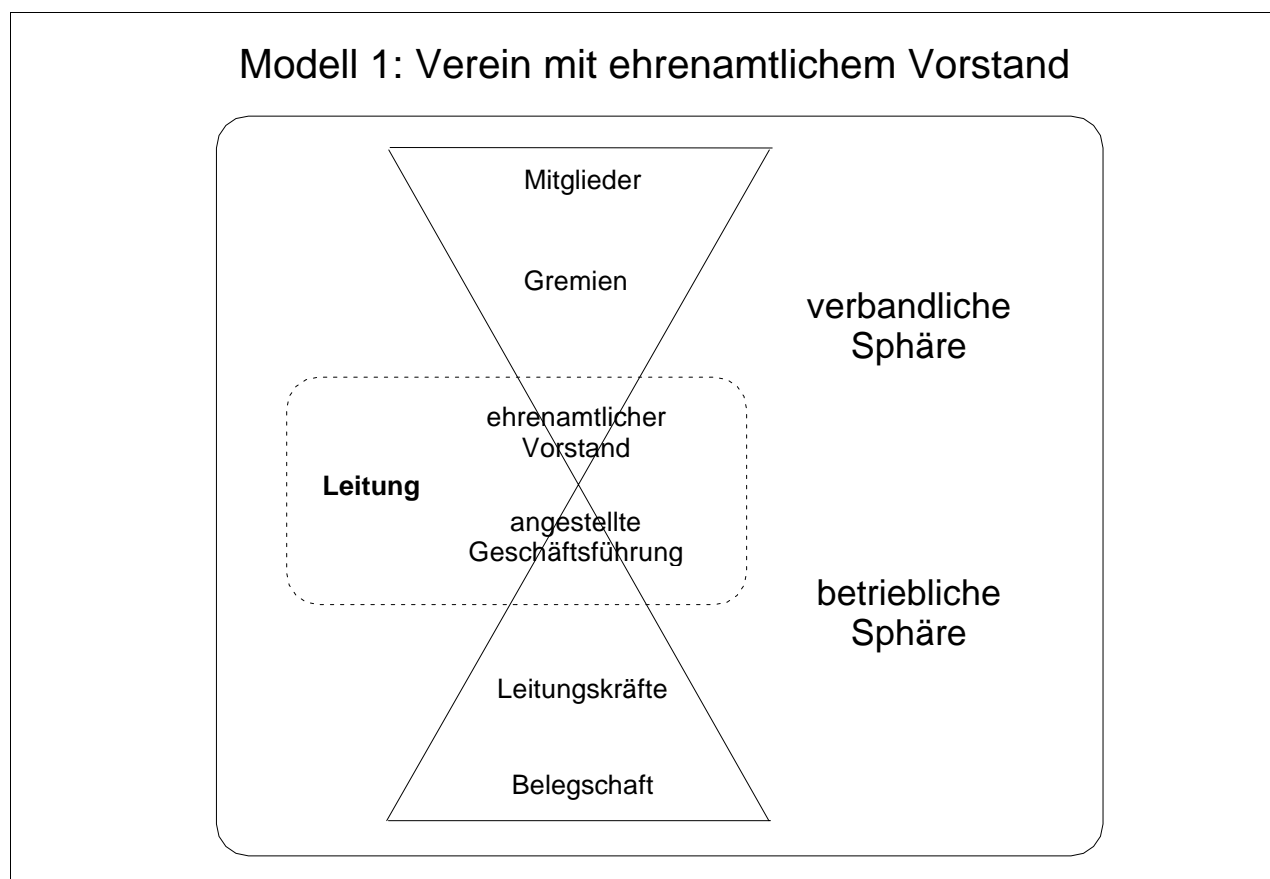 Modell 1: Verein mit ehrenamtlichem Vorstand
Mitglieder
Gremien
verbandliche
Sphäre
ehrenamtlicher
Vorstand
Leitung
angestellte
Geschäftsführung
betriebliche
Sphäre
Leitungskräfte
Belegschaft